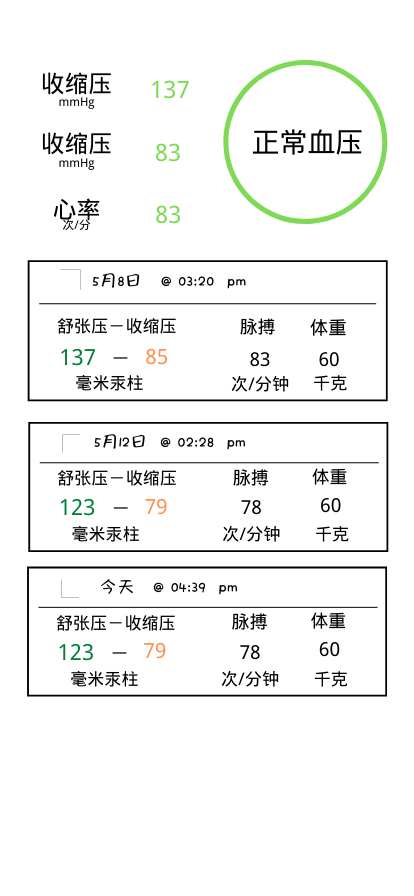 收缩压 137
mmHg
收缩压 83
mmHg
心率 83
次/分
正常血压
5月8日 @ 03:20 pm
舒张压－收缩压 脉搏 体重
137 － 85 83 60
毫米汞柱 次/分钟 千克
5月12日 @ 02:28 pm
舒张压－收缩压 脉搏 体重
123 － 79 78 60
毫米汞柱 次/分钟 千克
今天 @ 04:39 pm
舒张压－收缩压 脉搏 体重
123 － 79 78 60
毫米汞柱 次/分钟 千克